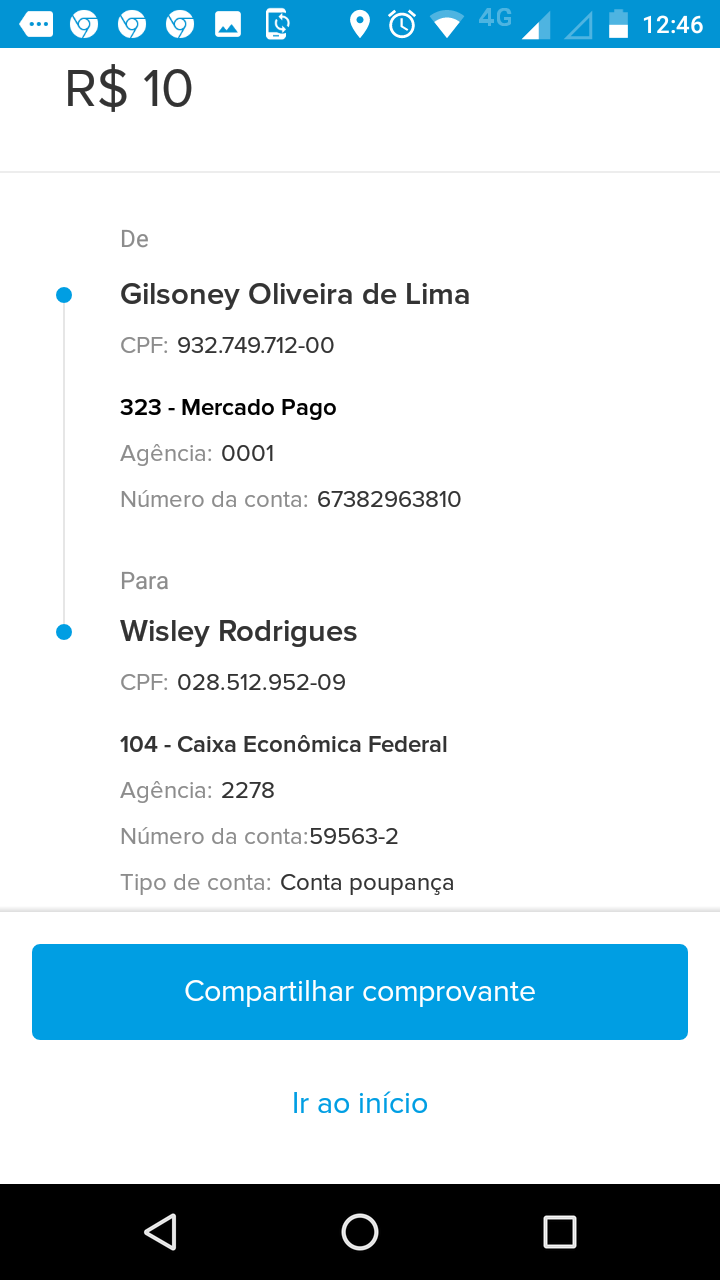 4G 12:46
R$ 10
De
Gilsoney Oliveira de Lima
CPF: 932.749.712-00
323 - Mercado Pago
Agência: 0001
Número da conta: 67382963810
Para
Wisley Rodrigues
CPF: 028.512.952-09
104 - Caixa Econômica Federal
Agência: 2278
Número da conta:59563-2
Tipo de conta: Conta poupança
Compartilhar comprovante
Ir ao início